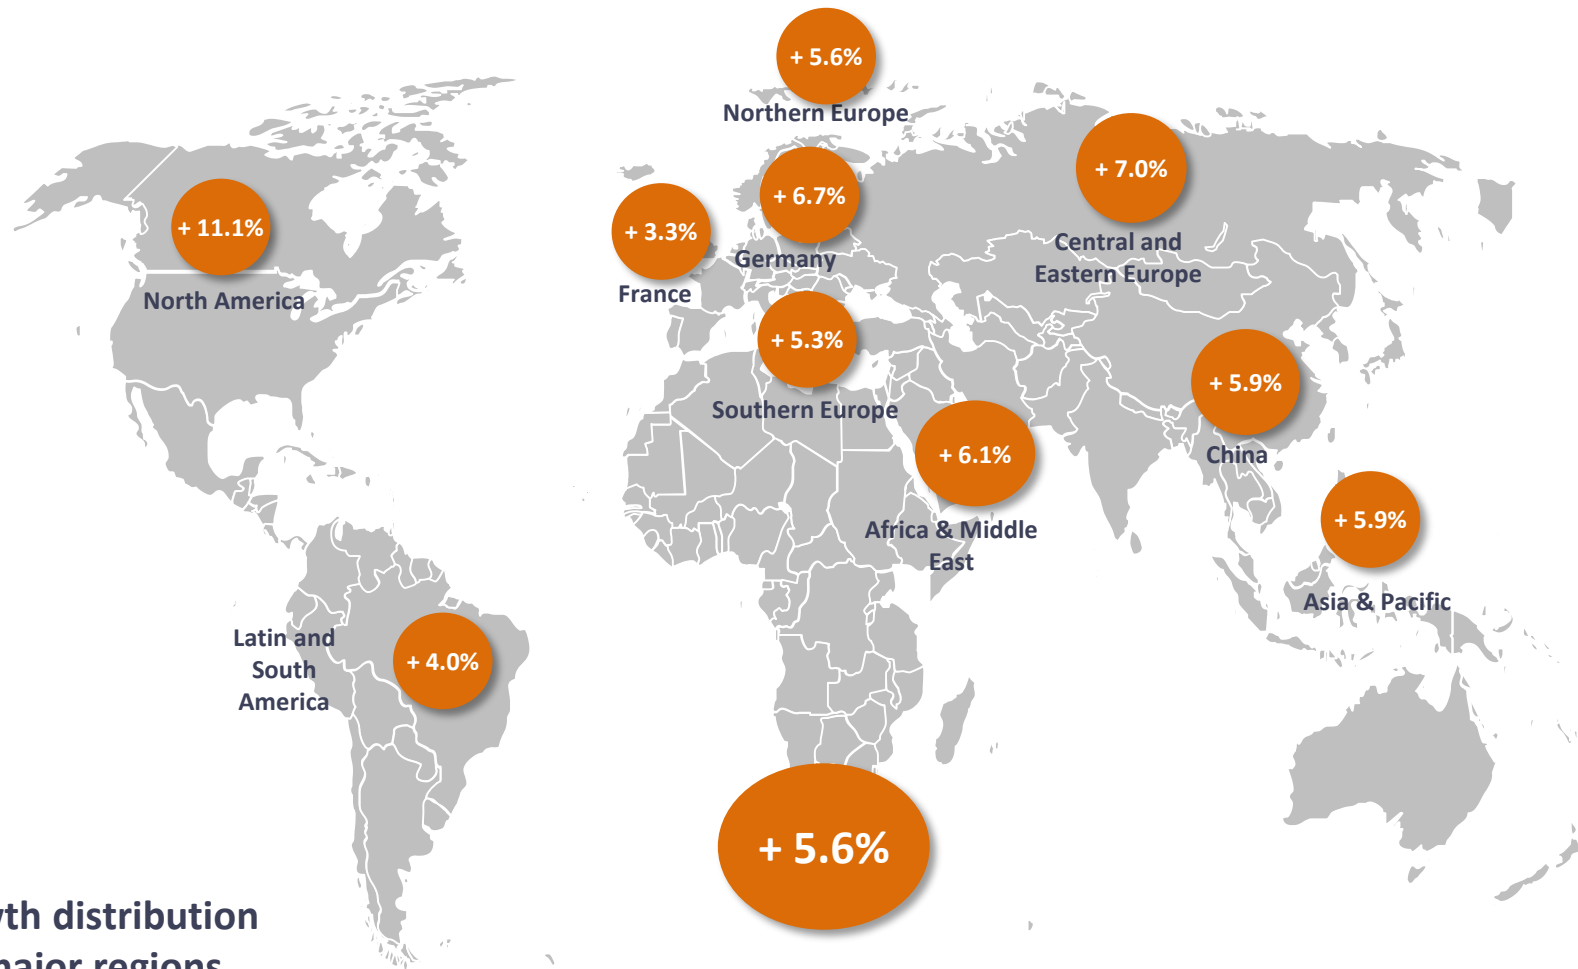 + 5.6%
Northern Europe
+ 11.1%
North America
+ 3.3%
France
+ 6.7%
Germany
+ 7.0%
Central and
Eastern Europe
+ 5.3%
Southern Europe
+ 5.9%
China
+ 6.1%
Africa & Middle
East
+ 5.9%
Asia & Pacific
Latin and
South
America
+ 4.0%
+ 5.6%
distribution
regions